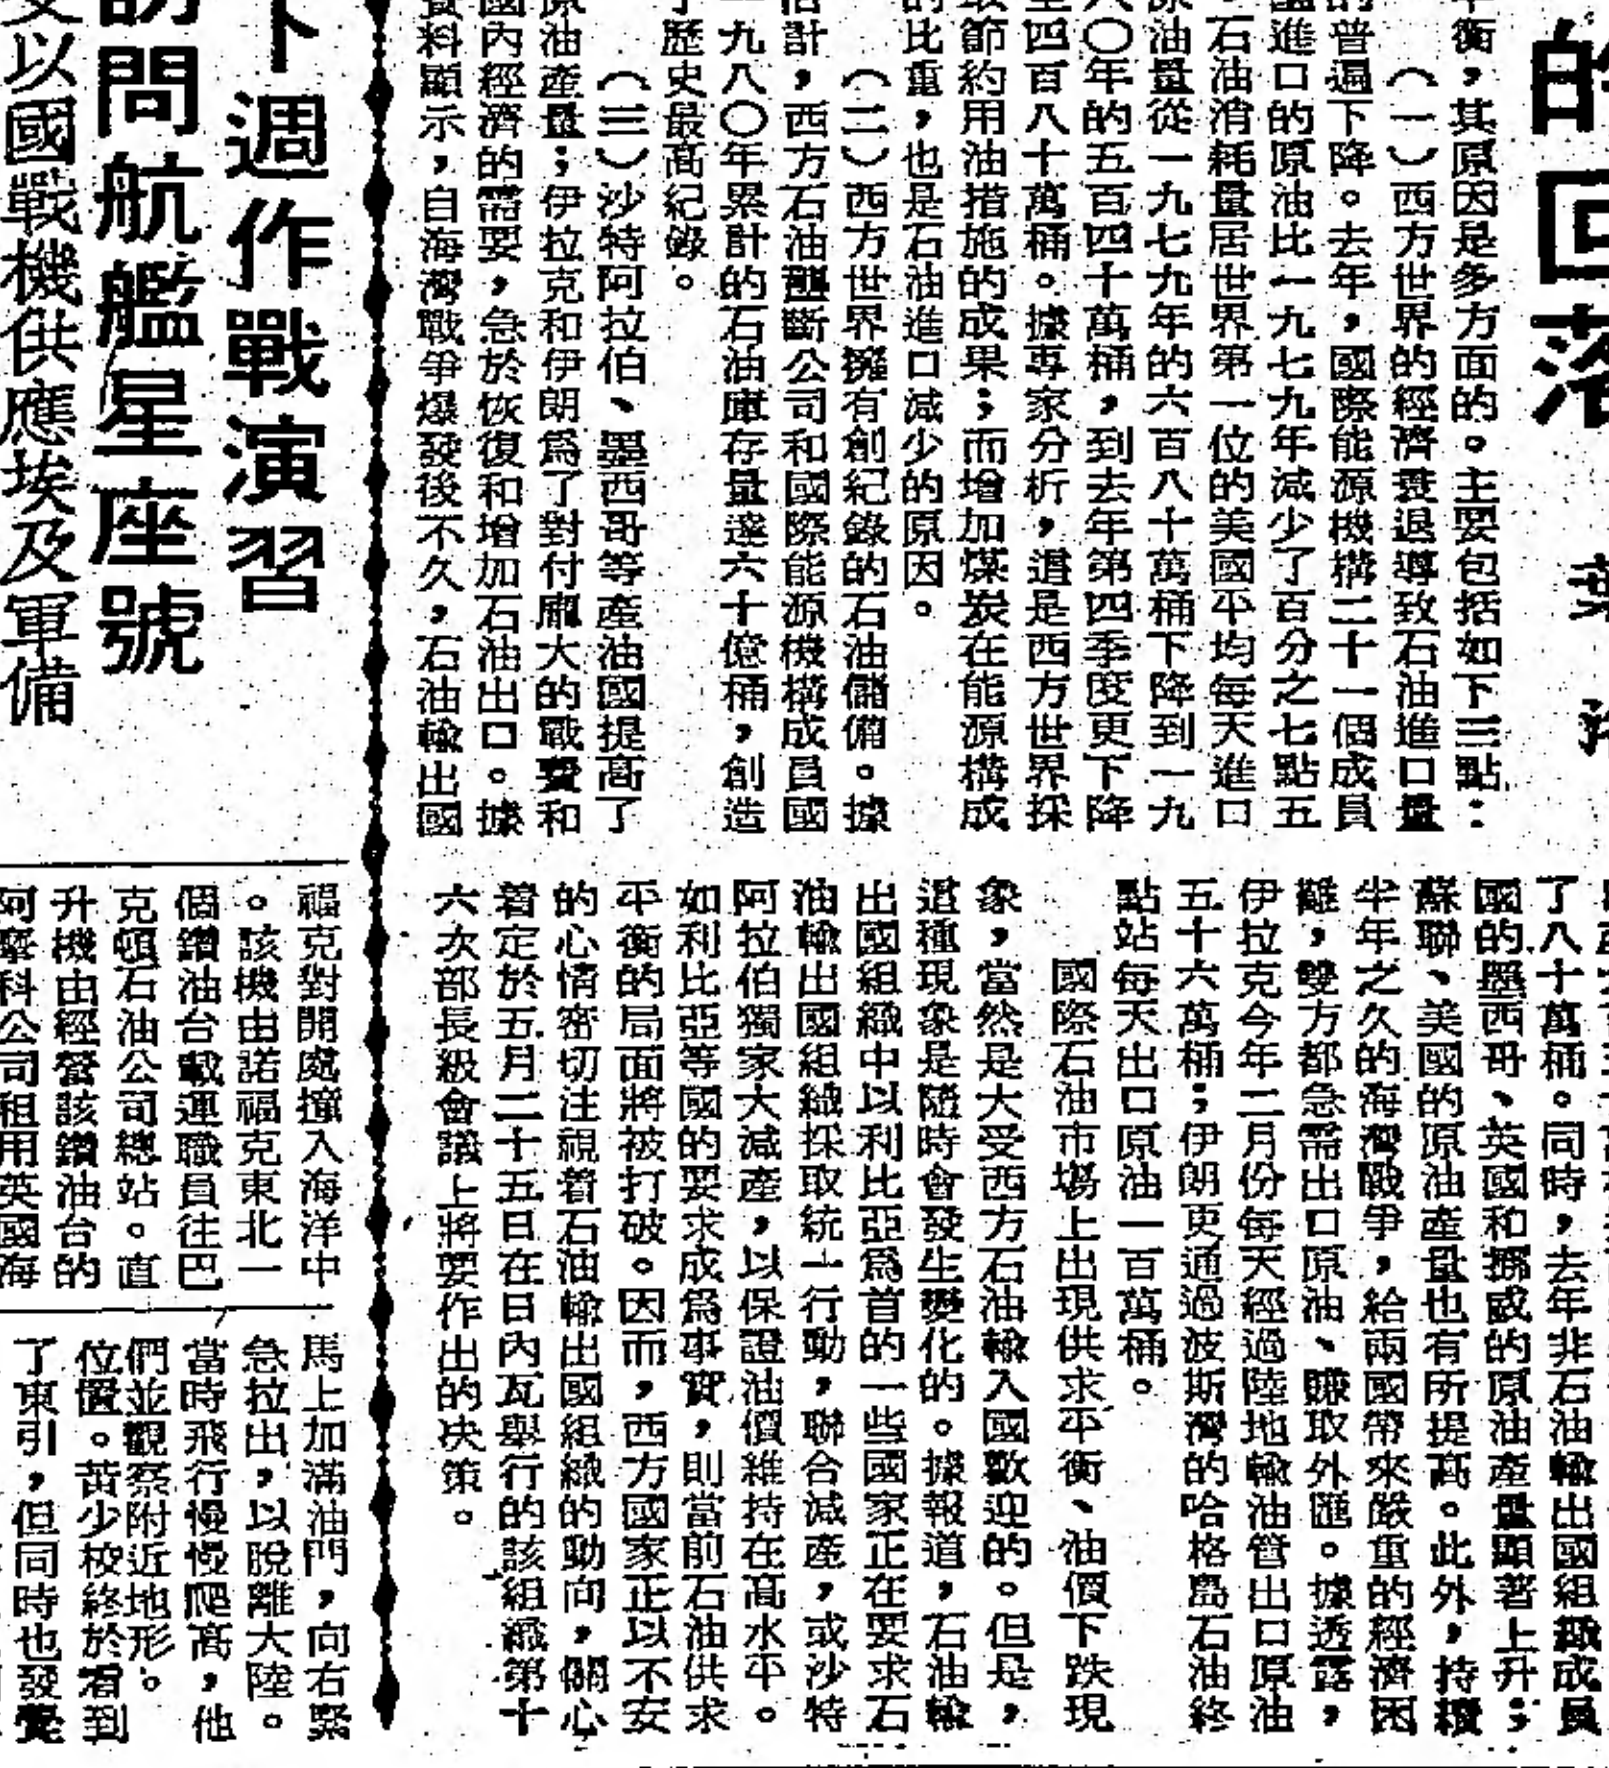 的回落
衡，其原因是多方面的。主要包括如下三點：
（一）西方世界的經濟衰退導致石油進口量
的普遍下降。去年，國際能源機構二十一個成員
進口的原油比一九七九年減少了百分之七點五
。石油消耗量居世界第一位的美國平均每天進口
原油量從一九七九年的六百八十萬桶下降到一九
八〇年的五百四十萬桶，到去年第四季度更下降
至四百八十萬桶。據專家分析，這是西方世界採
取節約用油措施的成果；而增加煤炭在能源構成
的比重，也是石油進口減少的原因。
（二）西方世界擁有創紀錄的石油儲備。據
估計，西方石油壟斷公司和國際能源機構成員國
一九八〇年累計的石油庫存量達六十億桶，創造
了歷史最高紀錄。
（三）沙特阿拉伯、墨西哥等產油國提高了
原油產量；伊拉克和伊朗爲了對付龐大的戰費和
國內經濟的需要，急於恢復和增加石油出口。據
資料顯示，自海灣戰爭爆發後不久，石油輸出國
了八十萬桶。同時，去年非石油輸出國組織成員
國的墨西哥、英國和挪威的原油產量顯著上升；
蘇聯、美國的原油產量也有所提高。此外，持續
半年之久的海灣戰爭，給兩國帶來嚴重的經濟困
難，雙方都急需出口原油、賺取外匯。據透露，
伊拉克今年二月份每天經過陸地輸油管出口原油
五十六萬桶；伊朗更通過波斯灣的哈格島石油終
點站每天出口原油一百萬桶。
國際石油市場上出現供求平衡、油價下跌現
象，當然是大受西方石油輸入國歡迎的。但是，
這種現象是隨時會發生變化的。據報道，石油輸
出國組織中以利比亞爲首的一些國家正在要求石
油輸出國組織採取統一行動，聯合減產，或沙特
阿拉伯獨家大減產，以保證油價維持在高水平。
如利比亞等國的要求成爲事實，則當前石油供求
平衡的局面將被打破。因而，西方國家正以不安
的心情密切注視着石油輸出國組織的動向，關心
着定於五月二十五日在日內瓦舉行的該組織第十
六次部長級會議上將要作出的決策。
下週作戰演習
訪問航艦星座號
以國戰機供應埃及軍備
福克對開處撞入海洋中
。該機由諾福克東北一
個鑽油台載運職員往巴
克頓石油公司總站。直
升機由經營該鑽油台的
阿摩科公司租用英國海
馬上加滿油門，向右緊
急拉出，以脫離大陸。
當時飛行慢慢爬高，他
們並觀察附近地形。
位置。黃少校終於看到
了東引，但同時也發覺